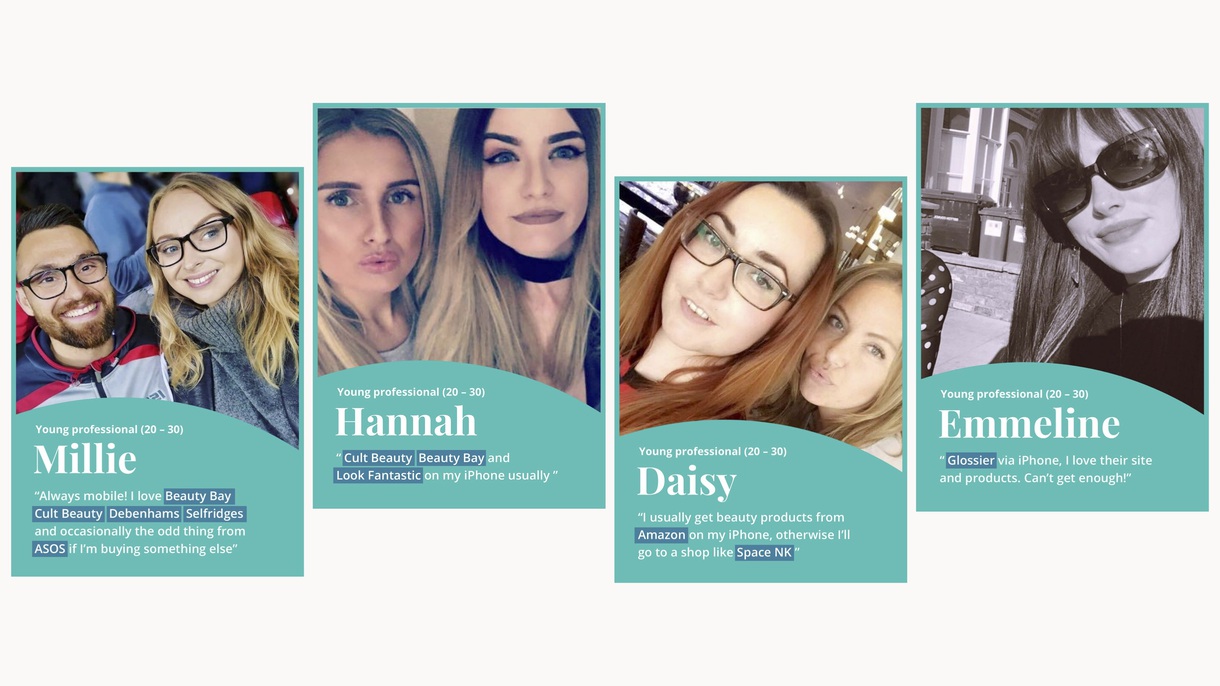 Young professional (20 – 30)
Millie
“Always mobile! I love Beauty Bay
Cult Beauty Debenhams Selfridges
and occasionally the odd thing from
ASOS if I’m buying something else”
Young professional (20 – 30)
Hannah
“ Cult Beauty Beauty Bay and
Look Fantastic on my iPhone usually ”
Young professional (20 – 30)
Daisy
“I usually get beauty products from
Amazon on my iPhone, otherwise I’ll
go to a shop like Space NK ”
Young professional (20 – 30)
Emmeline
“ Glossier via iPhone, I love their site
and products. Can’t get enough!”